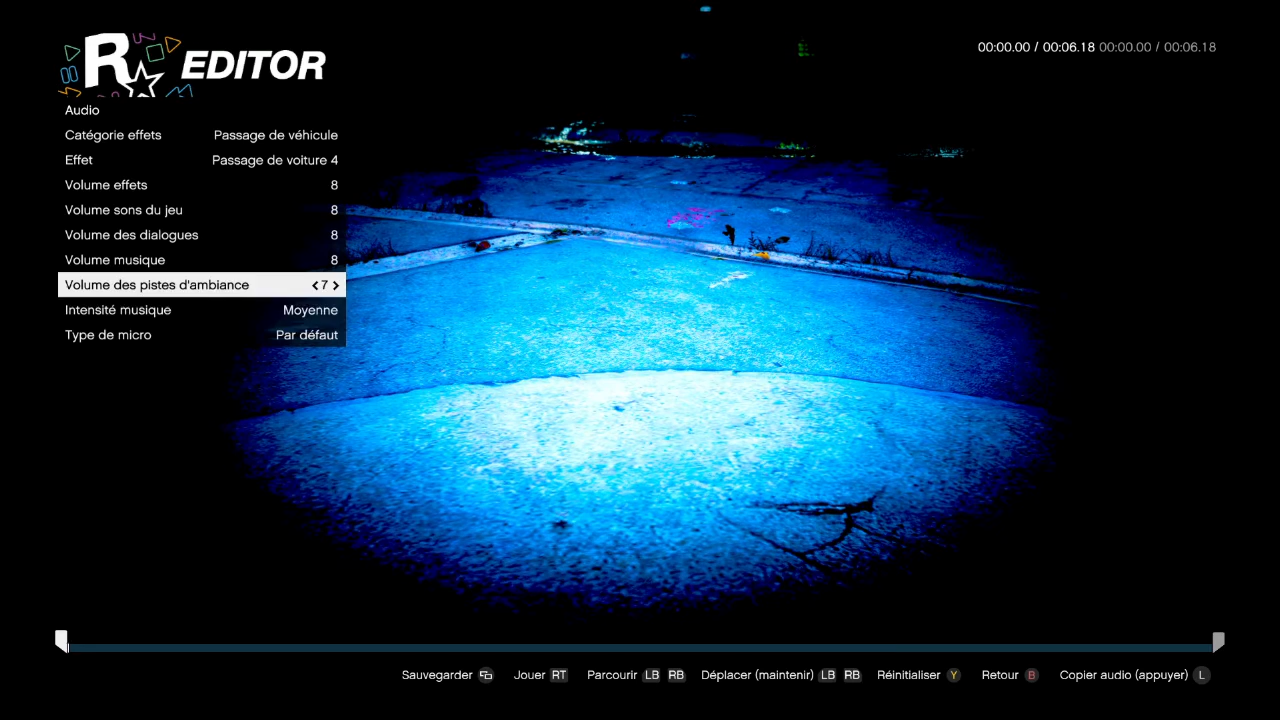 R EDITOR
00:00.00 / 00:06.18 00:00.00 / 00:06.18
Audio
Catégorie effets Passage de véhicule
Effet Passage de voiture 4
Volume effets 8
Volume sons du jeu 8
Volume des dialogues 8
Volume musique 8
Volume des pistes d'ambiance <7>
Intensité musique Moyenne
Type de micro Par défaut
Sauvegarder Jouer RT Parcourir LB RB Déplacer (maintenir) LB RB Réinitialiser Y Retour B Copier audio (appuyer) L